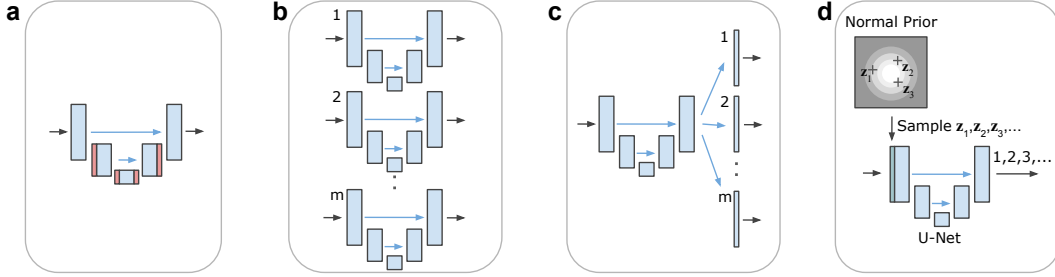 a
b
1
2
m
c
1
2
m
d
Normal Prior
z1
z2
z3
Sample z1,z2,z3,...
1,2,3,...
U-Net